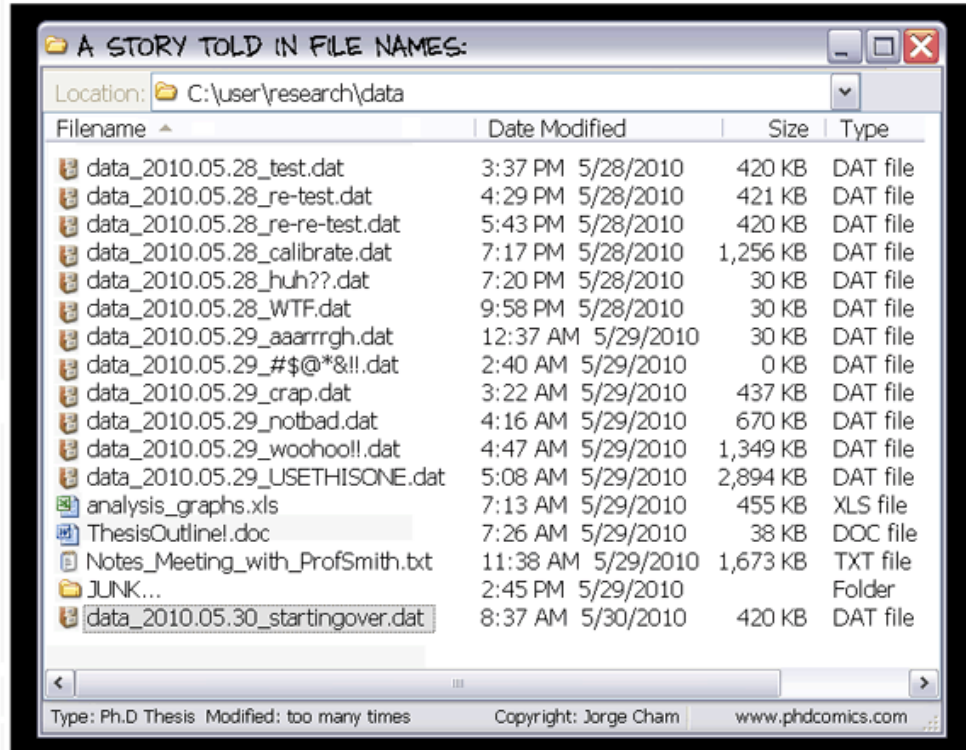 A STORY TOLD IN FILE NAMES:
Location: C:\user\research\data
Filename Date Modified Size Type
data_2010.05.28_test.dat 3:37 PM 5/28/2010 420 KB DAT file
data_2010.05.28_re-test.dat 4:29 PM 5/28/2010 421 KB DAT file
data_2010.05.28_re-re-test.dat 5:43 PM 5/28/2010 420 KB DAT file
data_2010.05.28_calibrate.dat 7:17 PM 5/28/2010 1,256 KB DAT file
data_2010.05.28_huh??.dat 7:20 PM 5/28/2010 30 KB DAT file
data_2010.05.28_WTF.dat 9:58 PM 5/28/2010 30 KB DAT file
data_2010.05.29_aaarrrgh.dat 12:37 AM 5/29/2010 30 KB DAT file
data_2010.05.29_#$@*&!!.dat 2:40 AM 5/29/2010 0 KB DAT file
data_2010.05.29_crap.dat 3:22 AM 5/29/2010 437 KB DAT file
data_2010.05.29_notbad.dat 4:16 AM 5/29/2010 670 KB DAT file
data_2010.05.29_woohoo!!.dat 4:47 AM 5/29/2010 1,349 KB DAT file
data_2010.05.29_USETHISONE.dat 5:08 AM 5/29/2010 2,894 KB DAT file
analysis_graphs.xls 7:13 AM 5/29/2010 455 KB XLS file
ThesisOutline!.doc 7:26 AM 5/29/2010 38 KB DOC file
Notes_Meeting_with_ProfSmith.txt 11:38 AM 5/29/2010 1,673 KB TXT file
JUNK... 2:45 PM 5/29/2010 Folder
data_2010.05.30_startingover.dat 8:37 AM 5/30/2010 420 KB DAT file
Type: Ph.D Thesis Modified: too many times Copyright: Jorge Cham www.phdcomics.com